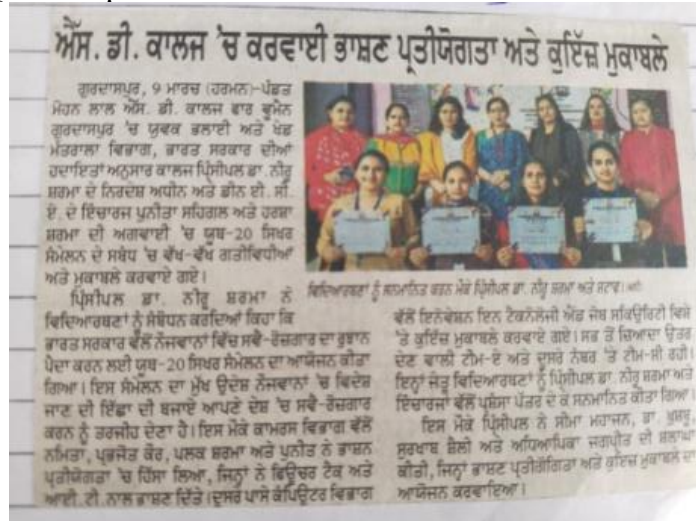 ਐੱਸ. ਡੀ. ਕਾਲਜ 'ਚ ਕਰਵਾਈ ਭਾਸ਼ਣ ਪ੍ਰਤੀਯੋਗਤਾ ਅਤੇ ਕੁਇੱਜ਼ ਮੁਕਾਬਲੇ
ਗੁਰਦਾਸਪੁਰ, 9 ਮਾਰਚ (ਹਰਮਨ)-ਪੰਡਤ
ਮੋਹਨ ਲਾਲ ਐੱਸ. ਡੀ. ਕਾਲਜ ਫਾਰ ਵੂਮੈਨ
ਗੁਰਦਾਸਪੁਰ 'ਚ ਯੁਵਕ ਭਲਾਈ ਅਤੇ ਖੇਡ
ਮੰਤਰਾਲਾ ਵਿਭਾਗ, ਭਾਰਤ ਸਰਕਾਰ ਦੀਆਂ
ਹਦਾਇਤਾਂ ਅਨੁਸਾਰ ਕਾਲਜ ਪ੍ਰਿੰਸੀਪਲ ਡਾ. ਨੀਰੂ
ਸ਼ਰਮਾ ਦੇ ਨਿਰਦੇਸ਼ ਅਧੀਨ ਅਤੇ ਡੀਨ ਈ. ਸੀ.
ਏ. ਦੇ ਇੰਚਾਰਜ ਪੁਨੀਤਾ ਸਹਿਗਲ ਅਤੇ ਹਰਸ਼ਾ
ਸ਼ਰਮਾ ਦੀ ਅਗਵਾਈ 'ਚ ਯੂਥ-20 ਸਿਖਰ
ਸੰਮੇਲਨ ਦੇ ਸਬੰਧ 'ਚ ਵੱਖ-ਵੱਖ ਗਤੀਵਿਧੀਆਂ
ਅਤੇ ਮੁਕਾਬਲੇ ਕਰਵਾਏ ਗਏ।
ਪ੍ਰਿੰਸੀਪਲ ਡਾ. ਨੀਰੂ ਸ਼ਰਮਾ ਨੇ
ਵਿਦਿਆਰਥਣਾਂ ਨੂੰ ਸੰਬੋਧਨ ਕਰਦਿਆਂ ਕਿਹਾ ਕਿ
ਭਾਰਤ ਸਰਕਾਰ ਵੱਲੋਂ ਨੌਜਵਾਨਾਂ ਵਿੱਚ ਸਵੈ-ਰੋਜ਼ਗਾਰ ਦਾ ਰੁਝਾਨ
ਪੈਦਾ ਕਰਨ ਲਈ ਯੂਥ-20 ਸਿਖਰ ਸੰਮੇਲਨ ਦਾ ਆਯੋਜਨ ਕੀਤਾ
ਗਿਆ। ਇਸ ਸੰਮੇਲਨ ਦਾ ਮੁੱਖ ਉਦੇਸ਼ ਨੌਜਵਾਨਾਂ 'ਚ ਵਿਦੇਸ਼
ਜਾਣ ਦੀ ਇੱਛਾ ਦੀ ਬਜਾਏ ਆਪਣੇ ਦੇਸ਼ 'ਚ ਸਵੈ-ਰੋਜ਼ਗਾਰ
ਕਰਨ ਨੂੰ ਤਰਜੀਹ ਦੇਣਾ ਹੈ। ਇਸ ਮੌਕੇ ਕਾਮਰਸ ਵਿਭਾਗ ਵੱਲੋਂ
ਨਮਿਤਾ, ਪ੍ਰਭਜੋਤ ਕੌਰ, ਪਲਕ ਸ਼ਰਮਾ ਅਤੇ ਪੁਨੀਤ ਨੇ ਭਾਸ਼ਨ
ਪ੍ਰਤੀਯੋਗਤਾ 'ਚ ਹਿੱਸਾ ਲਿਆ, ਜਿਨ੍ਹਾਂ ਨੇ ਫਿਊਚਰ ਟੈਕ ਅਤੇ
ਆਈ.ਟੀ. ਨਾਲ ਭਾਸ਼ਣ ਦਿੱਤੇ। ਦੂਸਰੇ ਪਾਸੇ ਕੰਪਿਊਟਰ ਵਿਭਾਗ
ਵਿਦਿਆਰਥਣਾਂ ਨੂੰ ਸਨਮਾਨਿਤ ਕਰਨ ਮੌਕੇ ਪ੍ਰਿੰਸੀਪਲ ਡਾ. ਨੀਰੂ ਸ਼ਰਮਾ ਅਤੇ ਸਟਾਫ।
ਵੱਲੋਂ ਇਨੋਵੇਸ਼ਨ ਇਨ ਟੈਕਨੋਲੋਜੀ ਐਂਡ ਜੋਬ ਸਕਿਓਰਿਟੀ ਵਿਸ਼ੇ
'ਤੇ ਕੁਇਜ਼ ਮੁਕਾਬਲੇ ਕਰਵਾਏ ਗਏ। ਸਭ ਤੋਂ ਜ਼ਿਆਦਾ ਉੱਤਰ
ਦੇਣ ਵਾਲੀ ਟੀਮ-ਏ ਅਤੇ ਦੂਸਰੇ ਨੰਬਰ 'ਤੇ ਟੀਮ-ਸੀ ਰਹੀ।
ਇਨ੍ਹਾਂ ਜੇਤੂ ਵਿਦਿਆਰਥਣਾਂ ਨੂੰ ਪ੍ਰਿੰਸੀਪਲ ਡਾ. ਨੀਰੂ ਸ਼ਰਮਾ ਅਤੇ
ਇੰਚਾਰਜਾਂ ਵੱਲੋਂ ਪ੍ਰਸ਼ੰਸਾ ਪੱਤਰ ਦੇ ਕੇ ਸਨਮਾਨਿਤ ਕੀਤਾ ਗਿਆ।
ਇਸ ਮੌਕੇ ਪ੍ਰਿੰਸੀਪਲ ਨੇ ਸੀਮਾ ਮਹਾਜਨ, ਡਾ. ਖੁਸ਼ਬੂ,
ਸੁਰਖਾਬ ਸ਼ੈਲੀ ਅਤੇ ਅਧਿਆਪਿਕਾ ਜਗਪ੍ਰੀਤ ਦੀ ਸ਼ਲਾਘਾ
ਕੀਤੀ, ਜਿਨ੍ਹਾਂ ਭਾਸ਼ਣ ਪ੍ਰਤੀਯੋਗਿਤਾ ਅਤੇ ਕੁਇਜ਼ ਮੁਕਾਬਲੇ ਦਾ
ਆਯੋਜਨ ਕਰਵਾਇਆ।